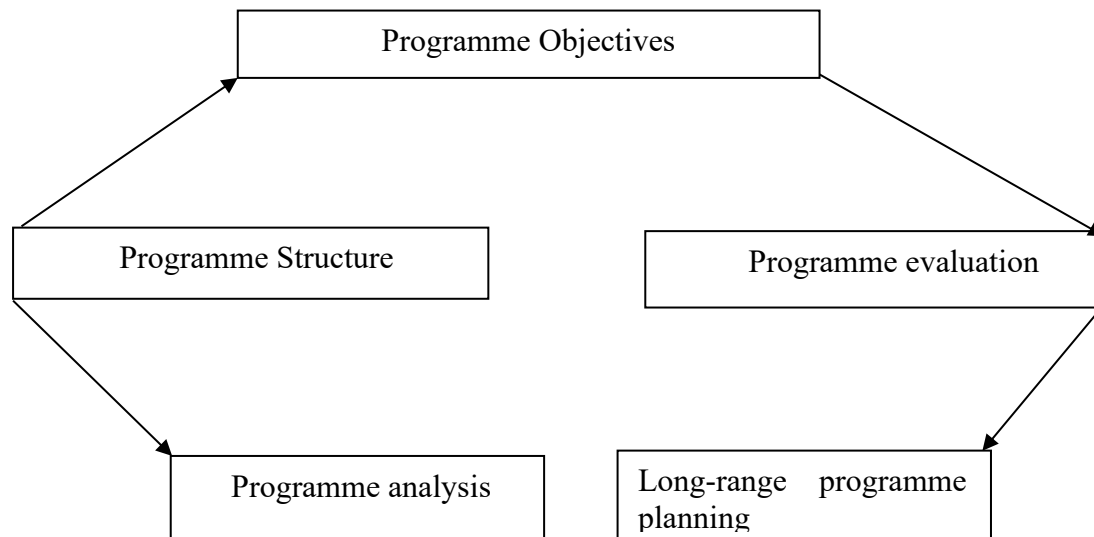 Programme Objectives
Programme Structure
Programme evaluation
Programme analysis
Long-range programme
planning